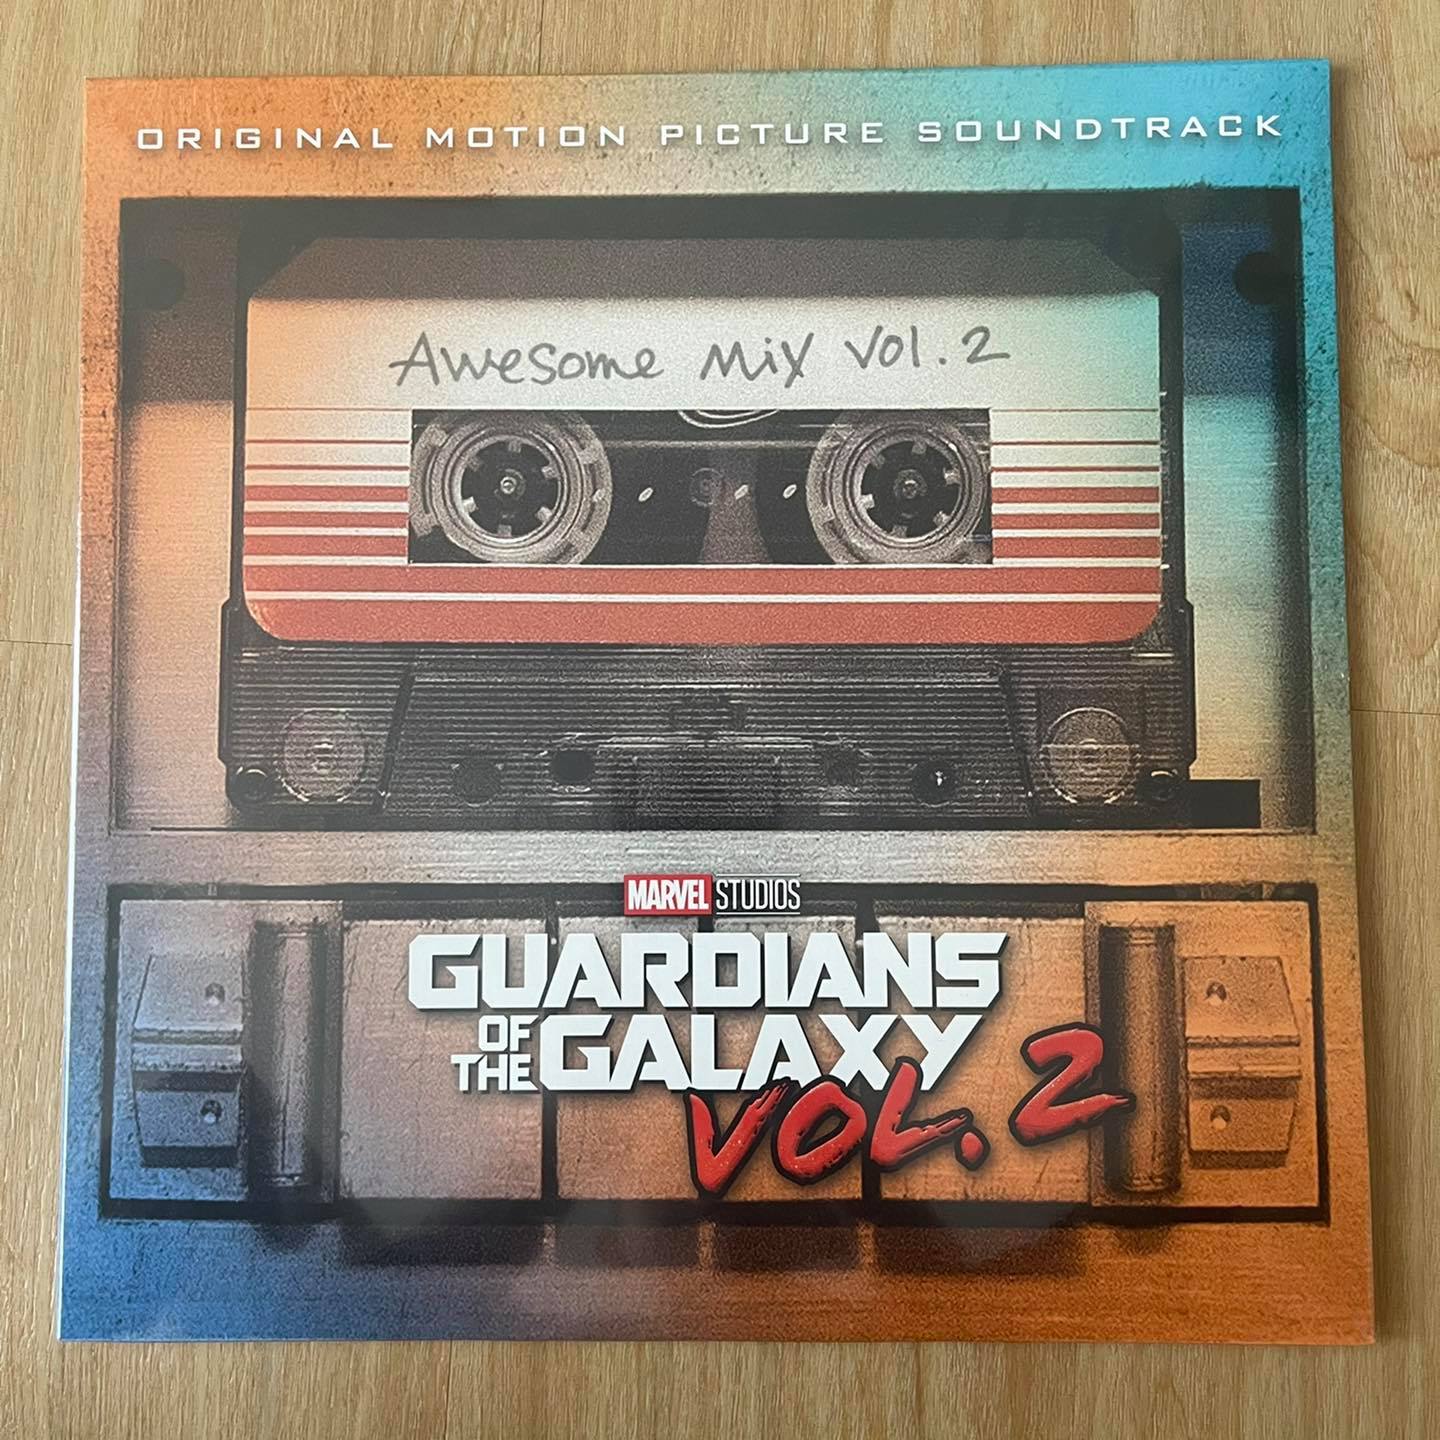 ORIGINAL MOTION PICTURE SOUNDTRACK
Awesome Mix Vol. 2
MARVEL STUDIOS
GUARDIANS
OF THE GALAXY
VOL. 2